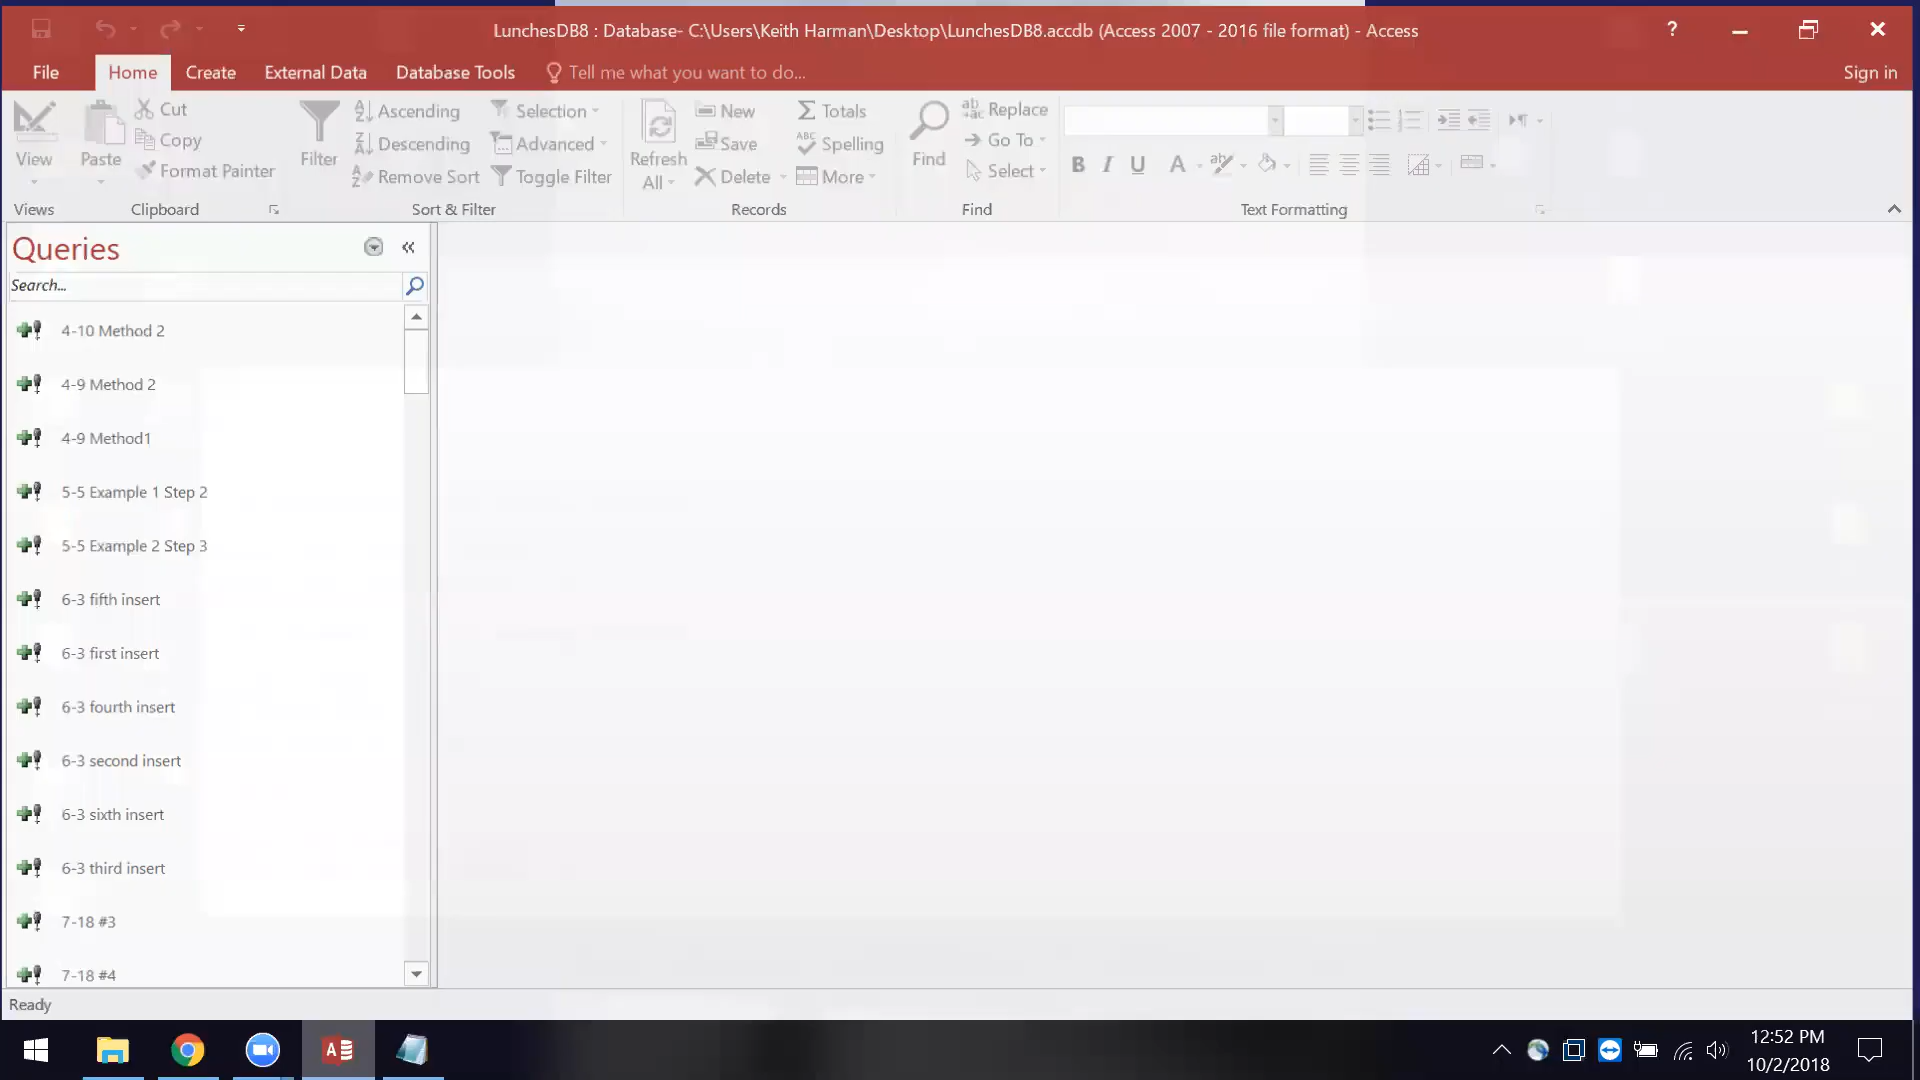 LunchesDB8 : Database- C:\Users\Keith Harman\Desktop\LunchesDB8.accdb (Access 2007 - 2016 file format) - Access
?
File Home Create External Data Database Tools Tell me what you want to do... Sign in
View
Views
Paste
Cut
Copy
Format Painter
Clipboard
Filter
Ascending
Descending
Remove Sort
Selection
Advanced
Toggle Filter
Sort & Filter
Refresh
All
New
Save
Delete
Totals
Spelling
More
Records
Find
Replace
Go To
Select
Find
B I U A
Text Formatting
Queries
Search...
4-10 Method 2
4-9 Method 2
4-9 Method1
5-5 Example 1 Step 2
5-5 Example 2 Step 3
6-3 fifth insert
6-3 first insert
6-3 fourth insert
6-3 second insert
6-3 sixth insert
6-3 third insert
7-18 #3
7-18 #4
Ready
12:52 PM
10/2/2018